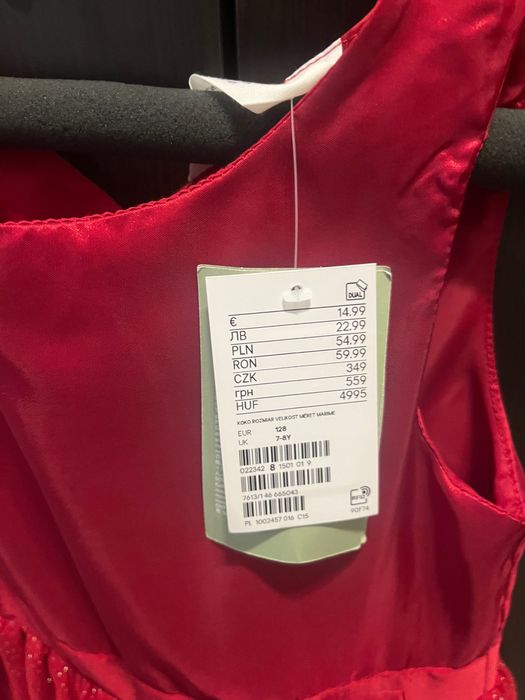 DUAL
€ 14.99
ЛВ 22.99
PLN 54.99
RON 59.99
CZK 349
грн 559
HUF 4995
KOKO ROZMIAR VELIKOST MÉRET MARIME
EUR 128
UK 7-8Y
022342 8 1501 01 9
7613/146 665043
PL 1002457 016 C15
90F74